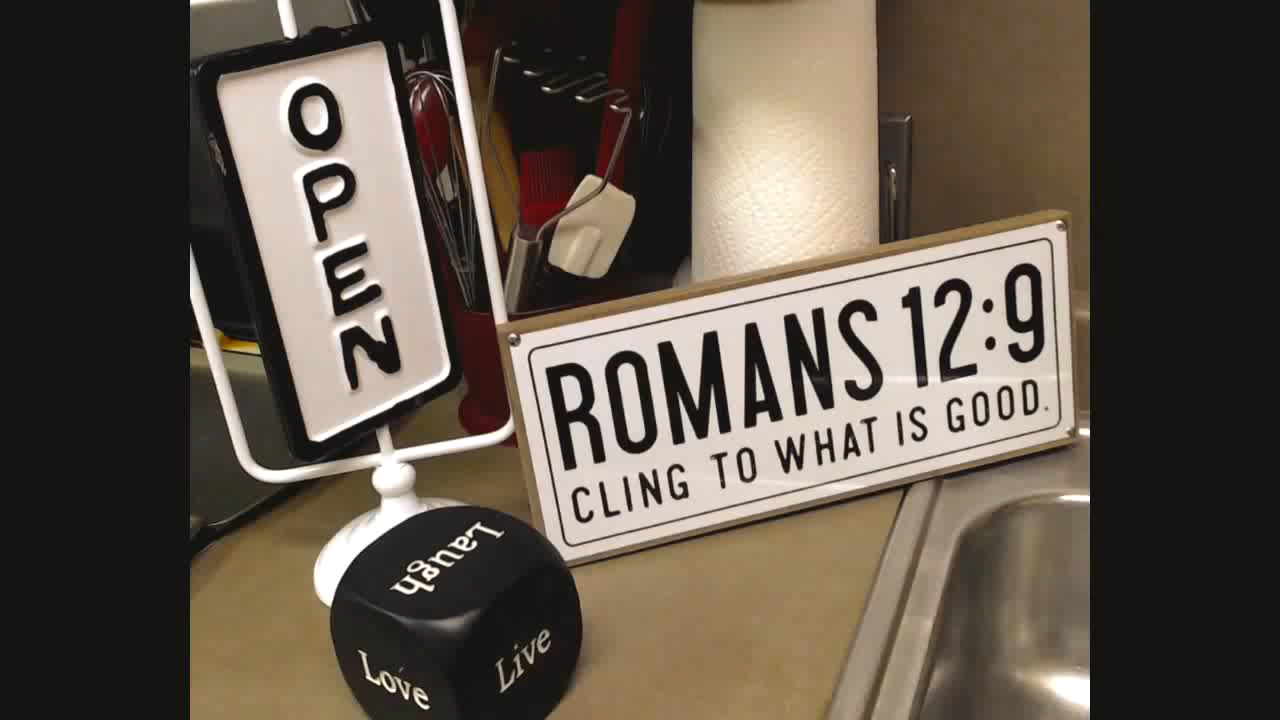 OPEN
ROMANS 12:9
CLING TO WHAT IS GOOD.
Laugh
Love
Live